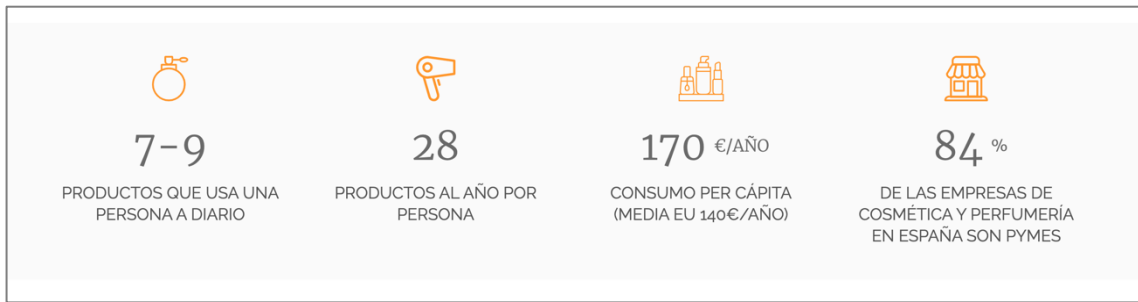 7-9
PRODUCTOS QUE USA UNA
PERSONA A DIARIO
28
PRODUCTOS AL AÑO POR
PERSONA
170 €/AÑO
CONSUMO PER CÁPITA
(MEDIA EU 140€/AÑO)
84 %
DE LAS EMPRESAS DE
COSMÉTICA Y PERFUMERÍA
EN ESPAÑA SON PYMES